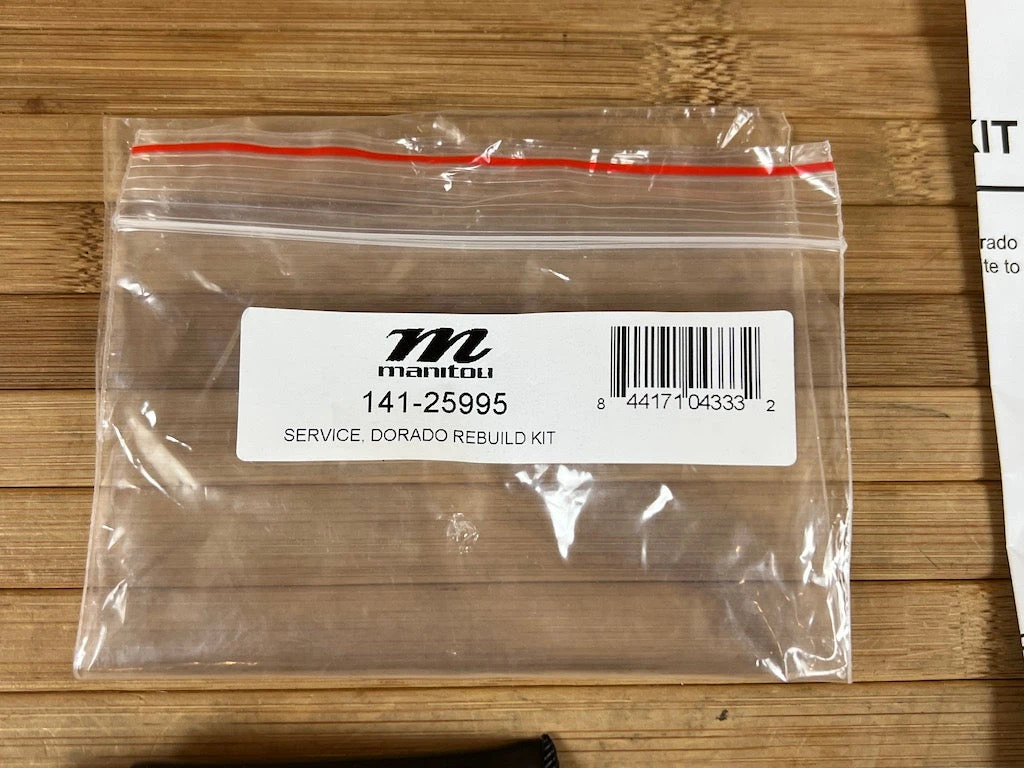 m
manitou
141-25995
SERVICE, DORADO REBUILD KIT
8 44171 04333 2
KIT
rado
te to